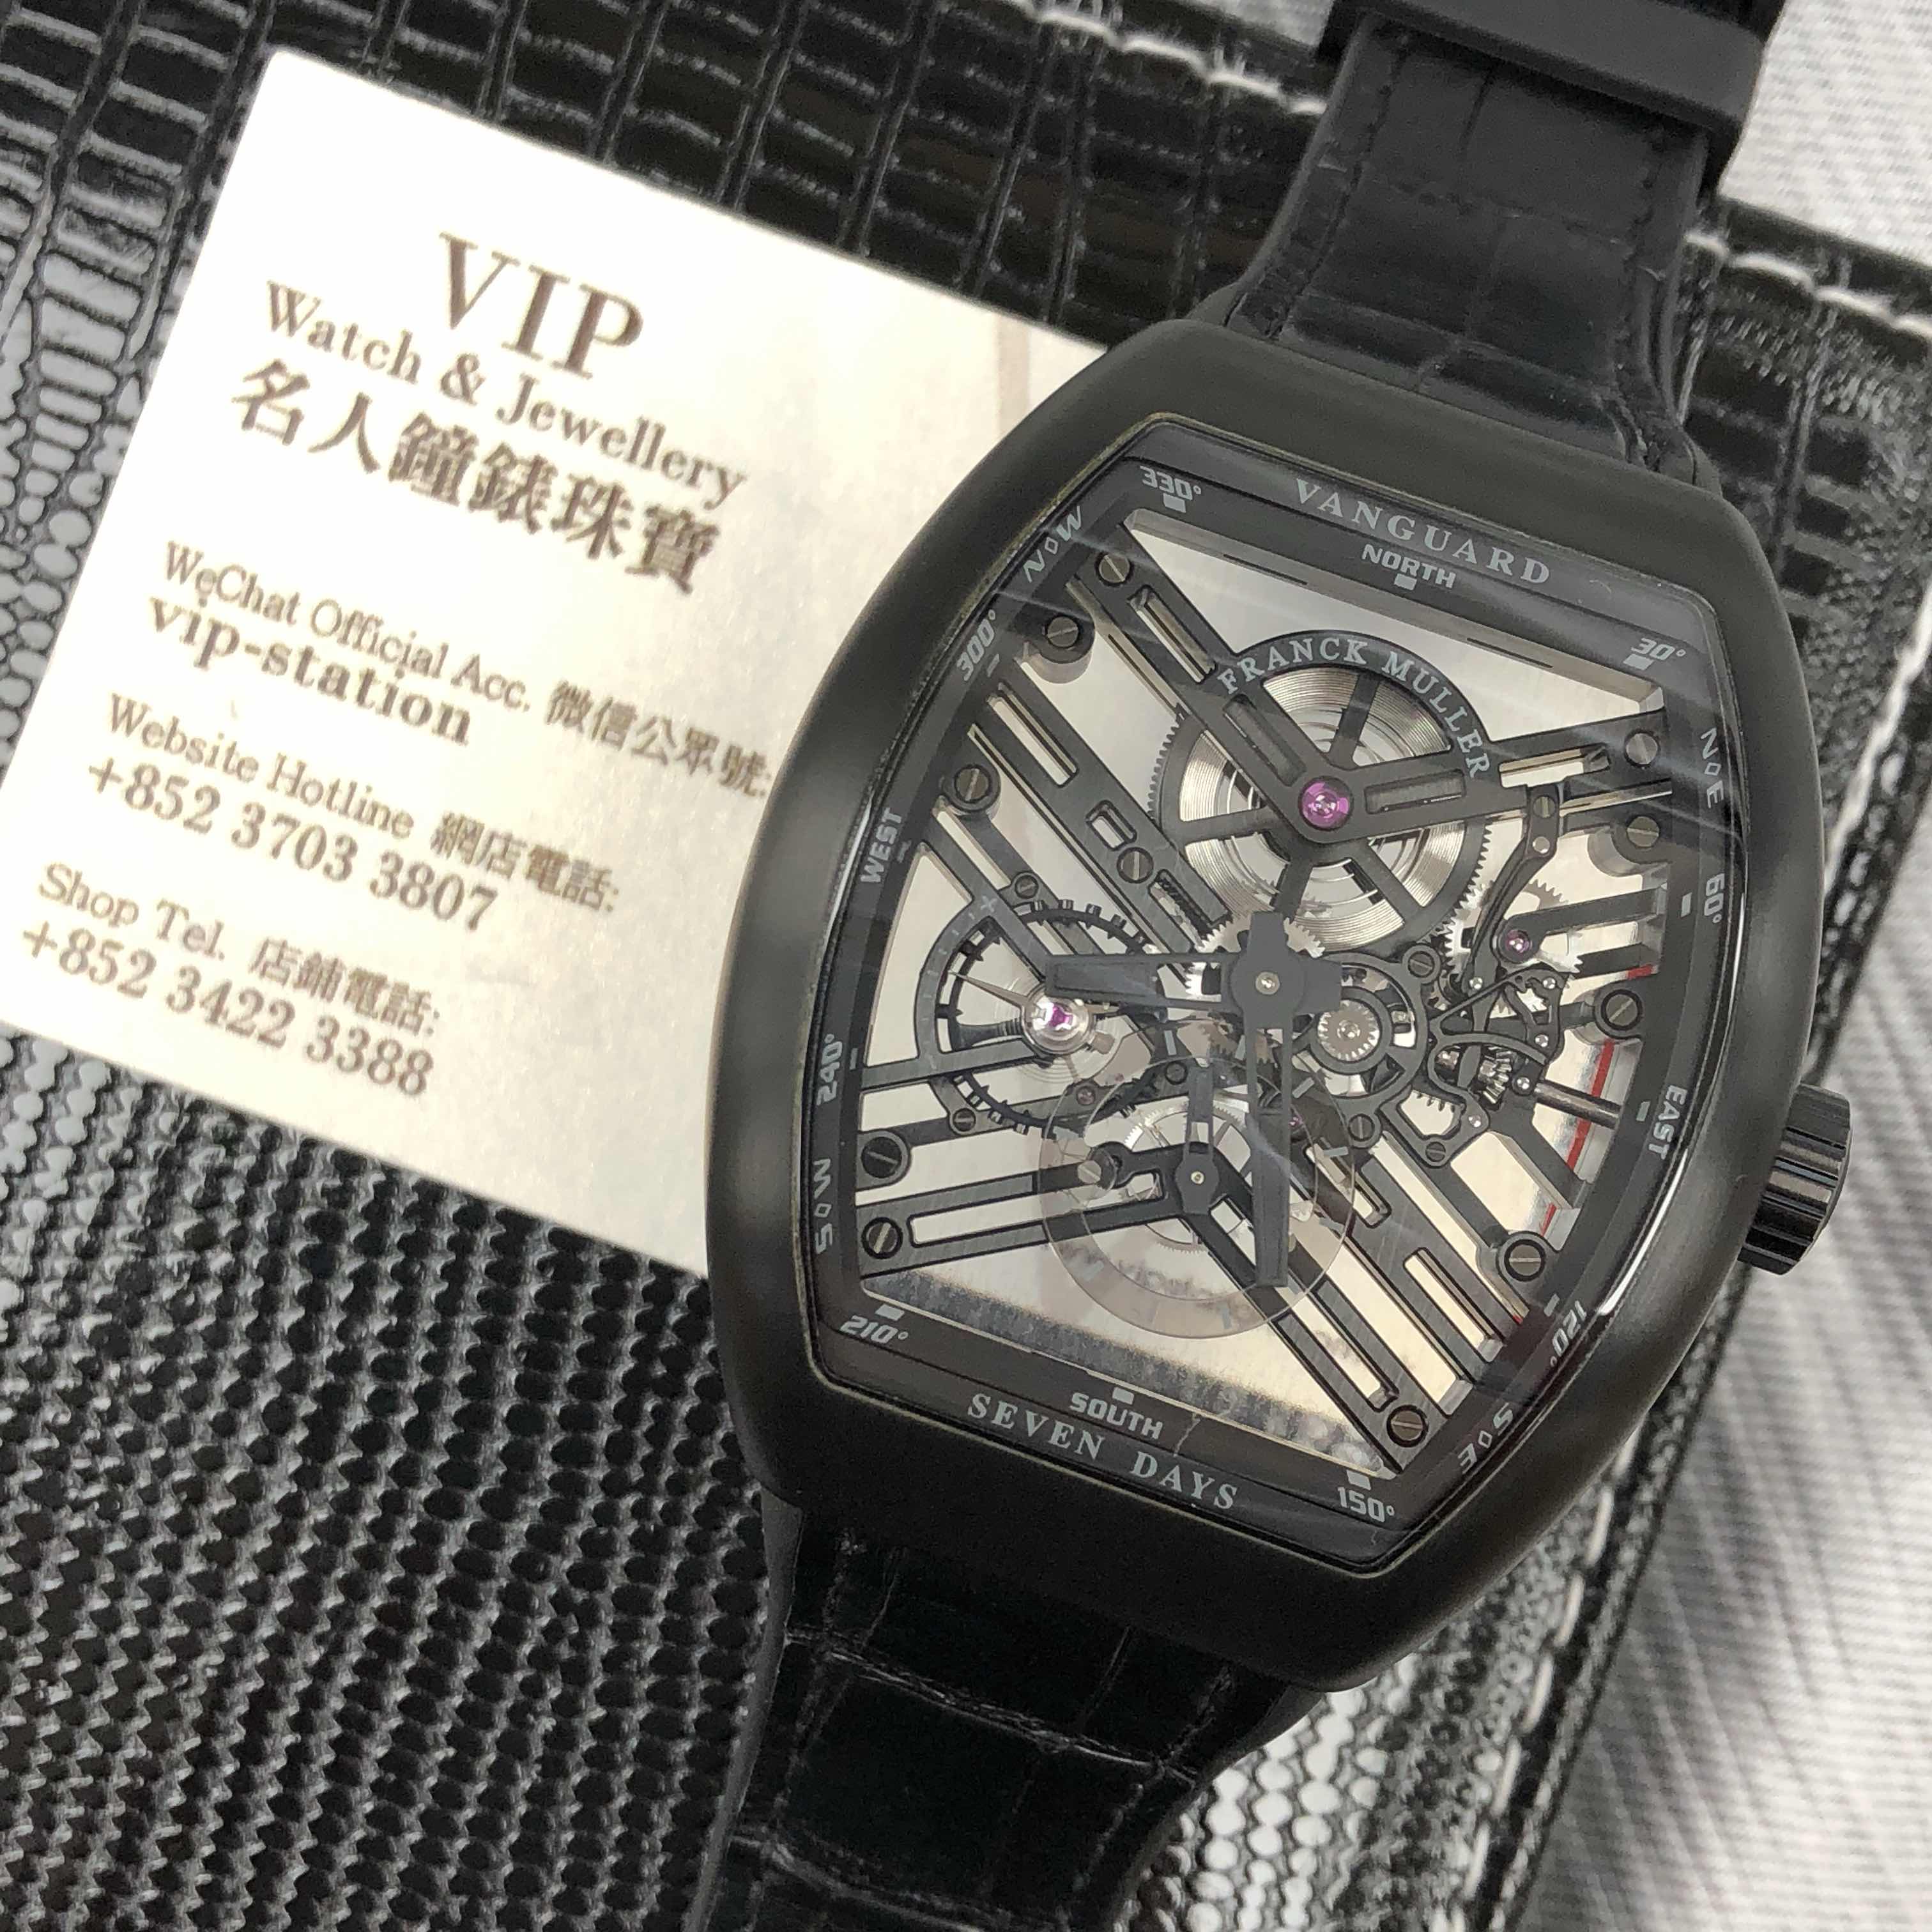 VIP
Watch & Jewellery
名人鐘錶珠寶
WeChat Official Acc. 微信公眾號:
vip-station
Website Hotline 網店電話:
+852 3703 3807
Shop Tel. 店鋪電話:
+852 3422 3388
VANGUARD
330°
NORTH
30°
N◊W
N◊E
300°
FRANCK MULLER
60°
WEST
EAST
240°
120°
S◊W
S◊E
210°
SOUTH
150°
SEVEN DAYS